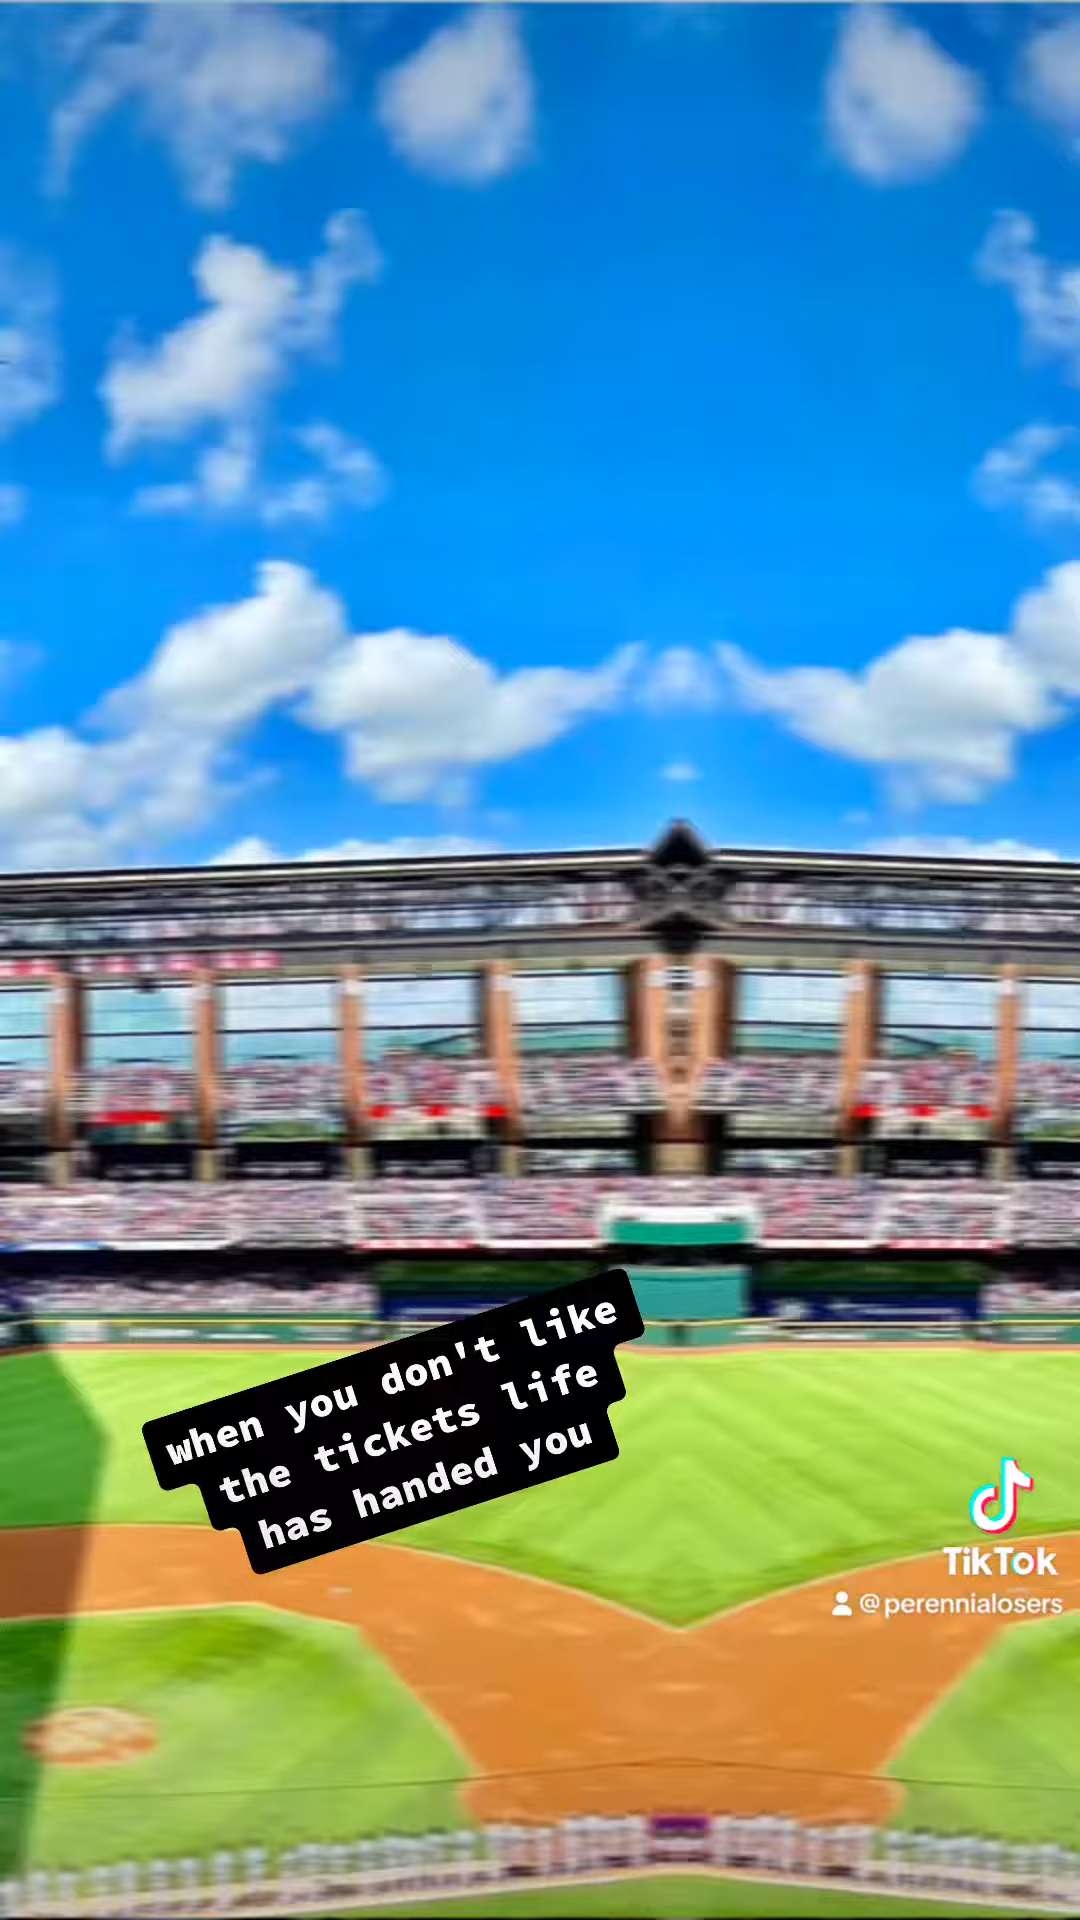 when you don't like
the tickets life
has handed you
TikTok
@perennialosers